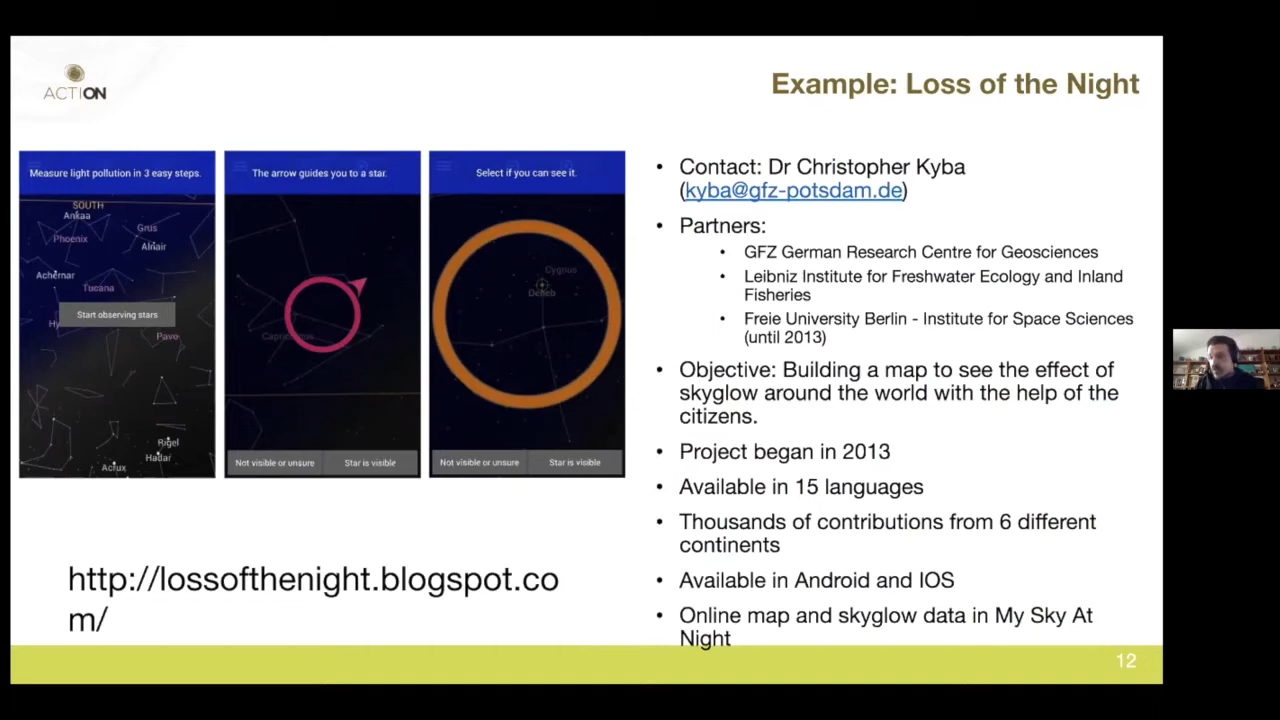 ACTION
Example: Loss of the Night
Measure light pollution in 3 easy steps.
SOUTH
Ankaa
Grus
Phoenix
Alnair
Achernar
Tucana
Start observing stars
Hy
Pavo
Rigel
Hadar
Acrux
The arrow guides you to a star.
Not visible or unsure
Star is visible
Select if you can see it.
Cygnus
Deneb
Not visible or unsure
Star is visible
http://lossofthenight.blogspot.co
m/
• Contact: Dr Christopher Kyba
(kyba@gfz-potsdam.de)
• Partners:
• GFZ German Research Centre for Geosciences
• Leibniz Institute for Freshwater Ecology and Inland
Fisheries
• Freie University Berlin - Institute for Space Sciences
(until 2013)
• Objective: Building a map to see the effect of
skyglow around the world with the help of the
citizens.
• Project began in 2013
• Available in 15 languages
• Thousands of contributions from 6 different
continents
• Available in Android and IOS
• Online map and skyglow data in My Sky At
Night
12